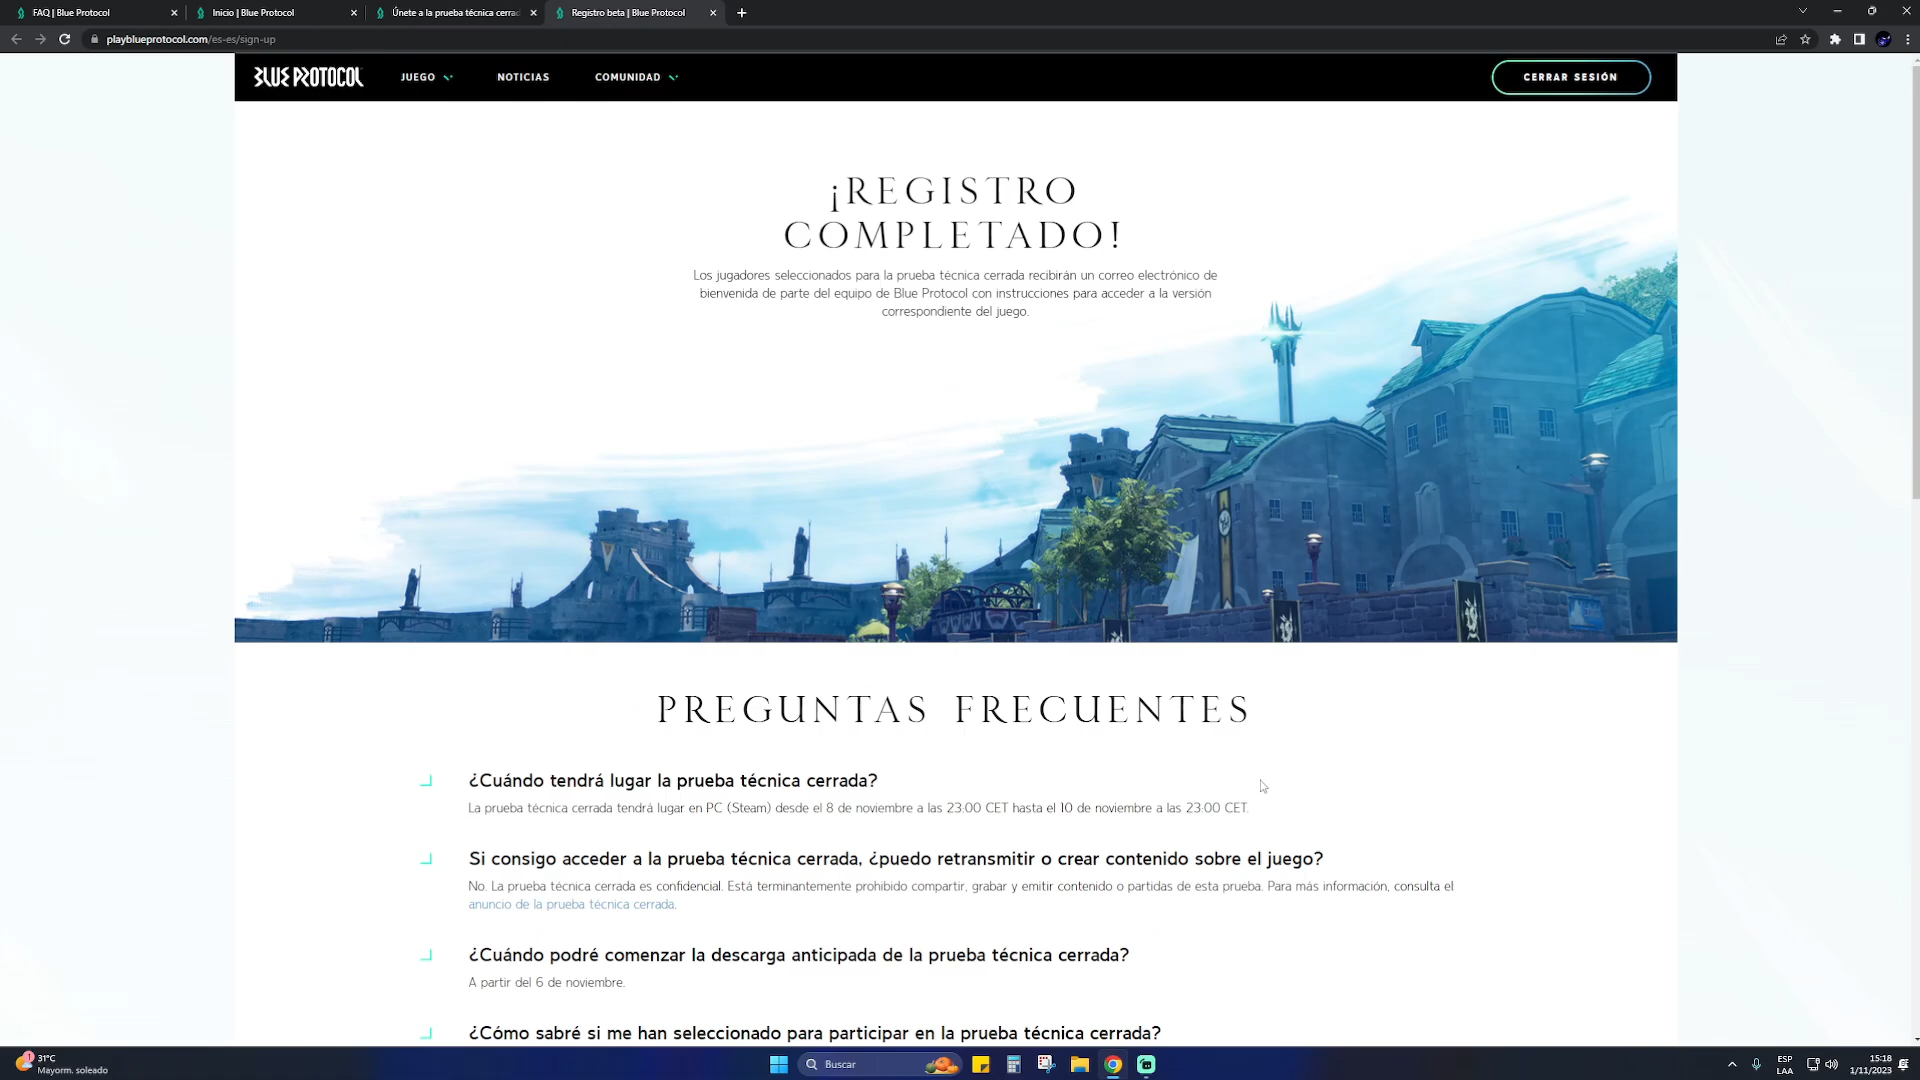 FAQ | Blue Protocol
Inicio | Blue Protocol
Únete a la prueba técnica cerrad
Registro beta | Blue Protocol
playblueprotocol.com/es-es/sign-up
BLUE PROTOCOL
JUEGO
NOTICIAS
COMUNIDAD
CERRAR SESIÓN
¡REGISTRO
COMPLETADO!
Los jugadores seleccionados para la prueba técnica cerrada recibirán un correo electrónico de
bienvenida de parte del equipo de Blue Protocol con instrucciones para acceder a la versión
correspondiente del juego.
PREGUNTAS FRECUENTES
¿Cuándo tendrá lugar la prueba técnica cerrada?
La prueba técnica cerrada tendrá lugar en PC (Steam) desde el 8 de noviembre a las 23:00 CET hasta el 10 de noviembre a las 23:00 CET.
Si consigo acceder a la prueba técnica cerrada, ¿puedo retransmitir o crear contenido sobre el juego?
No. La prueba técnica cerrada es confidencial. Está terminantemente prohibido compartir, grabar y emitir contenido o partidas de esta prueba. Para más información, consulta el
anuncio de la prueba técnica cerrada.
¿Cuándo podré comenzar la descarga anticipada de la prueba técnica cerrada?
A partir del 6 de noviembre.
¿Cómo sabré si me han seleccionado para participar en la prueba técnica cerrada?
1
31°C
Mayorm. soleado
Buscar
ESP
LAA
15:18
1/11/2023